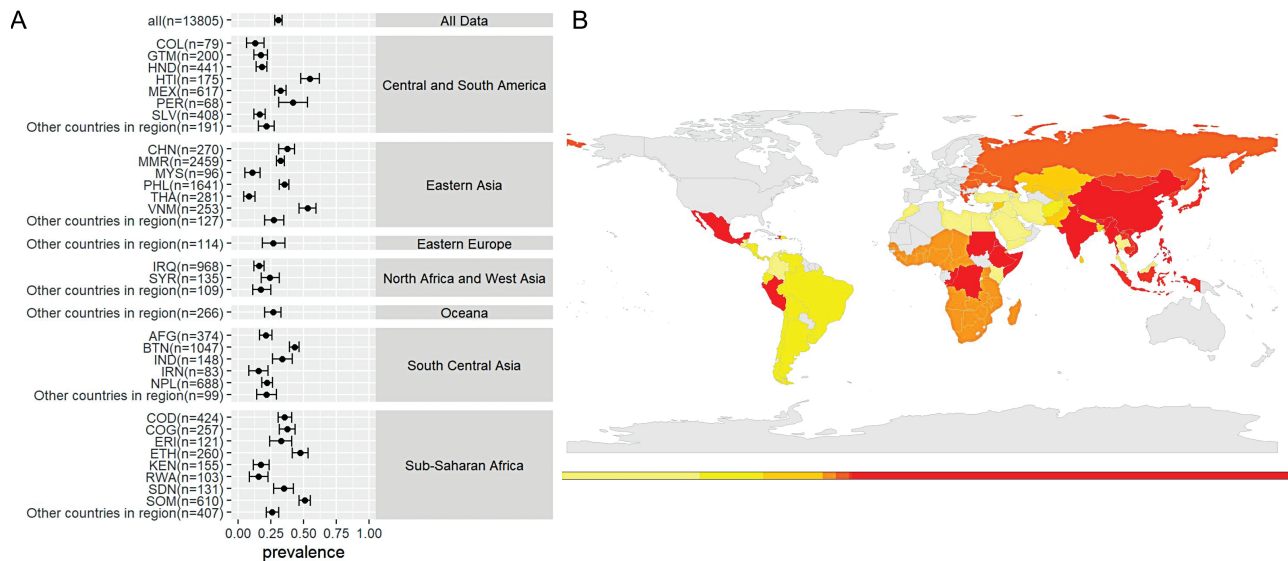 A
B
all(n=13805)
All Data
COL(n=79)
GTM(n=200)
HND(n=441)
HTI(n=175)
MEX(n=617)
PER(n=68)
SLV(n=408)
Other countries in region(n=191)
Central and South America
CHN(n=270)
MMR(n=2459)
MYS(n=96)
PHL(n=1641)
THA(n=281)
VNM(n=253)
Other countries in region(n=127)
Eastern Asia
Other countries in region(n=114)
Eastern Europe
IRQ(n=968)
SYR(n=135)
Other countries in region(n=109)
North Africa and West Asia
Other countries in region(n=266)
Oceana
AFG(n=374)
BTN(n=1047)
IND(n=148)
IRN(n=83)
NPL(n=688)
Other countries in region(n=99)
South Central Asia
COD(n=424)
COG(n=257)
ERI(n=121)
ETH(n=260)
KEN(n=155)
RWA(n=103)
SDN(n=131)
SOM(n=610)
Other countries in region(n=407)
Sub-Saharan Africa
0.00 0.25 0.50 0.75 1.00
prevalence